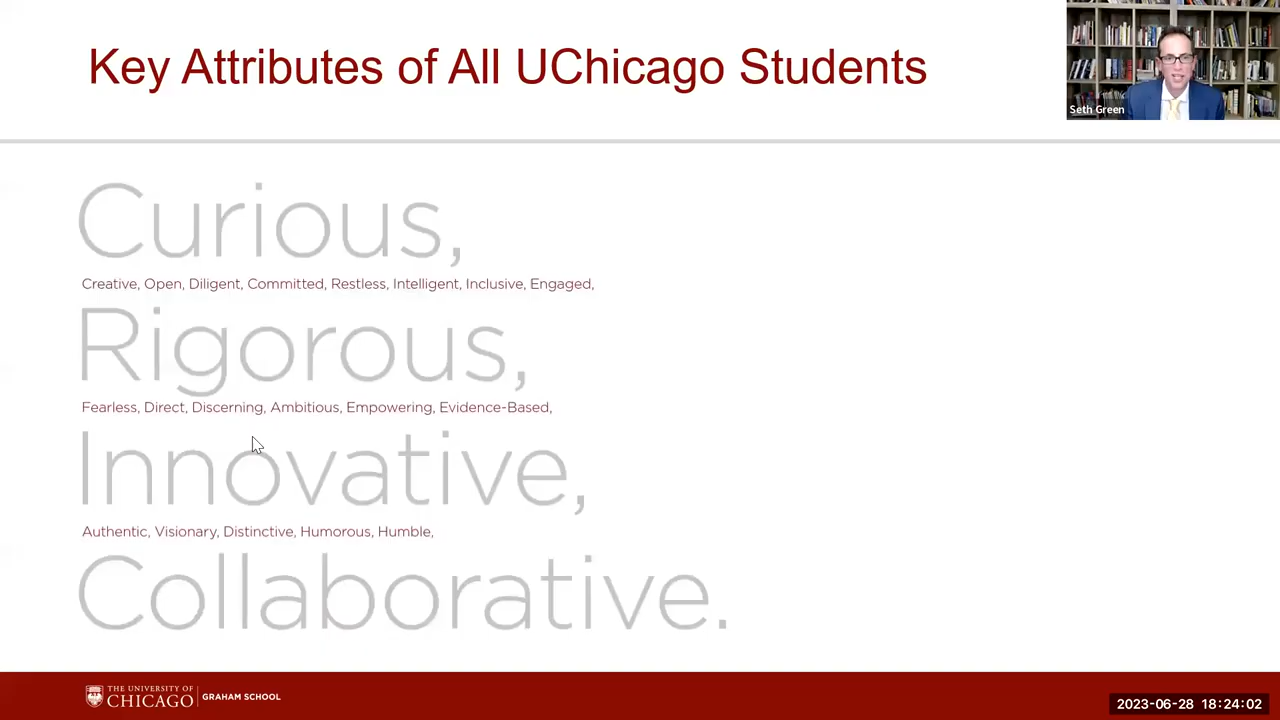 Key Attributes of All UChicago Students
Seth Green
Curious,
Creative, Open, Diligent, Committed, Restless, Intelligent, Inclusive, Engaged,
Rigorous,
Fearless, Direct, Discerning, Ambitious, Empowering, Evidence-Based,
Innovative,
Authentic, Visionary, Distinctive, Humorous, Humble,
Collaborative.
THE UNIVERSITY OF
CHICAGO
GRAHAM SCHOOL
2023-06-28 18:24:02